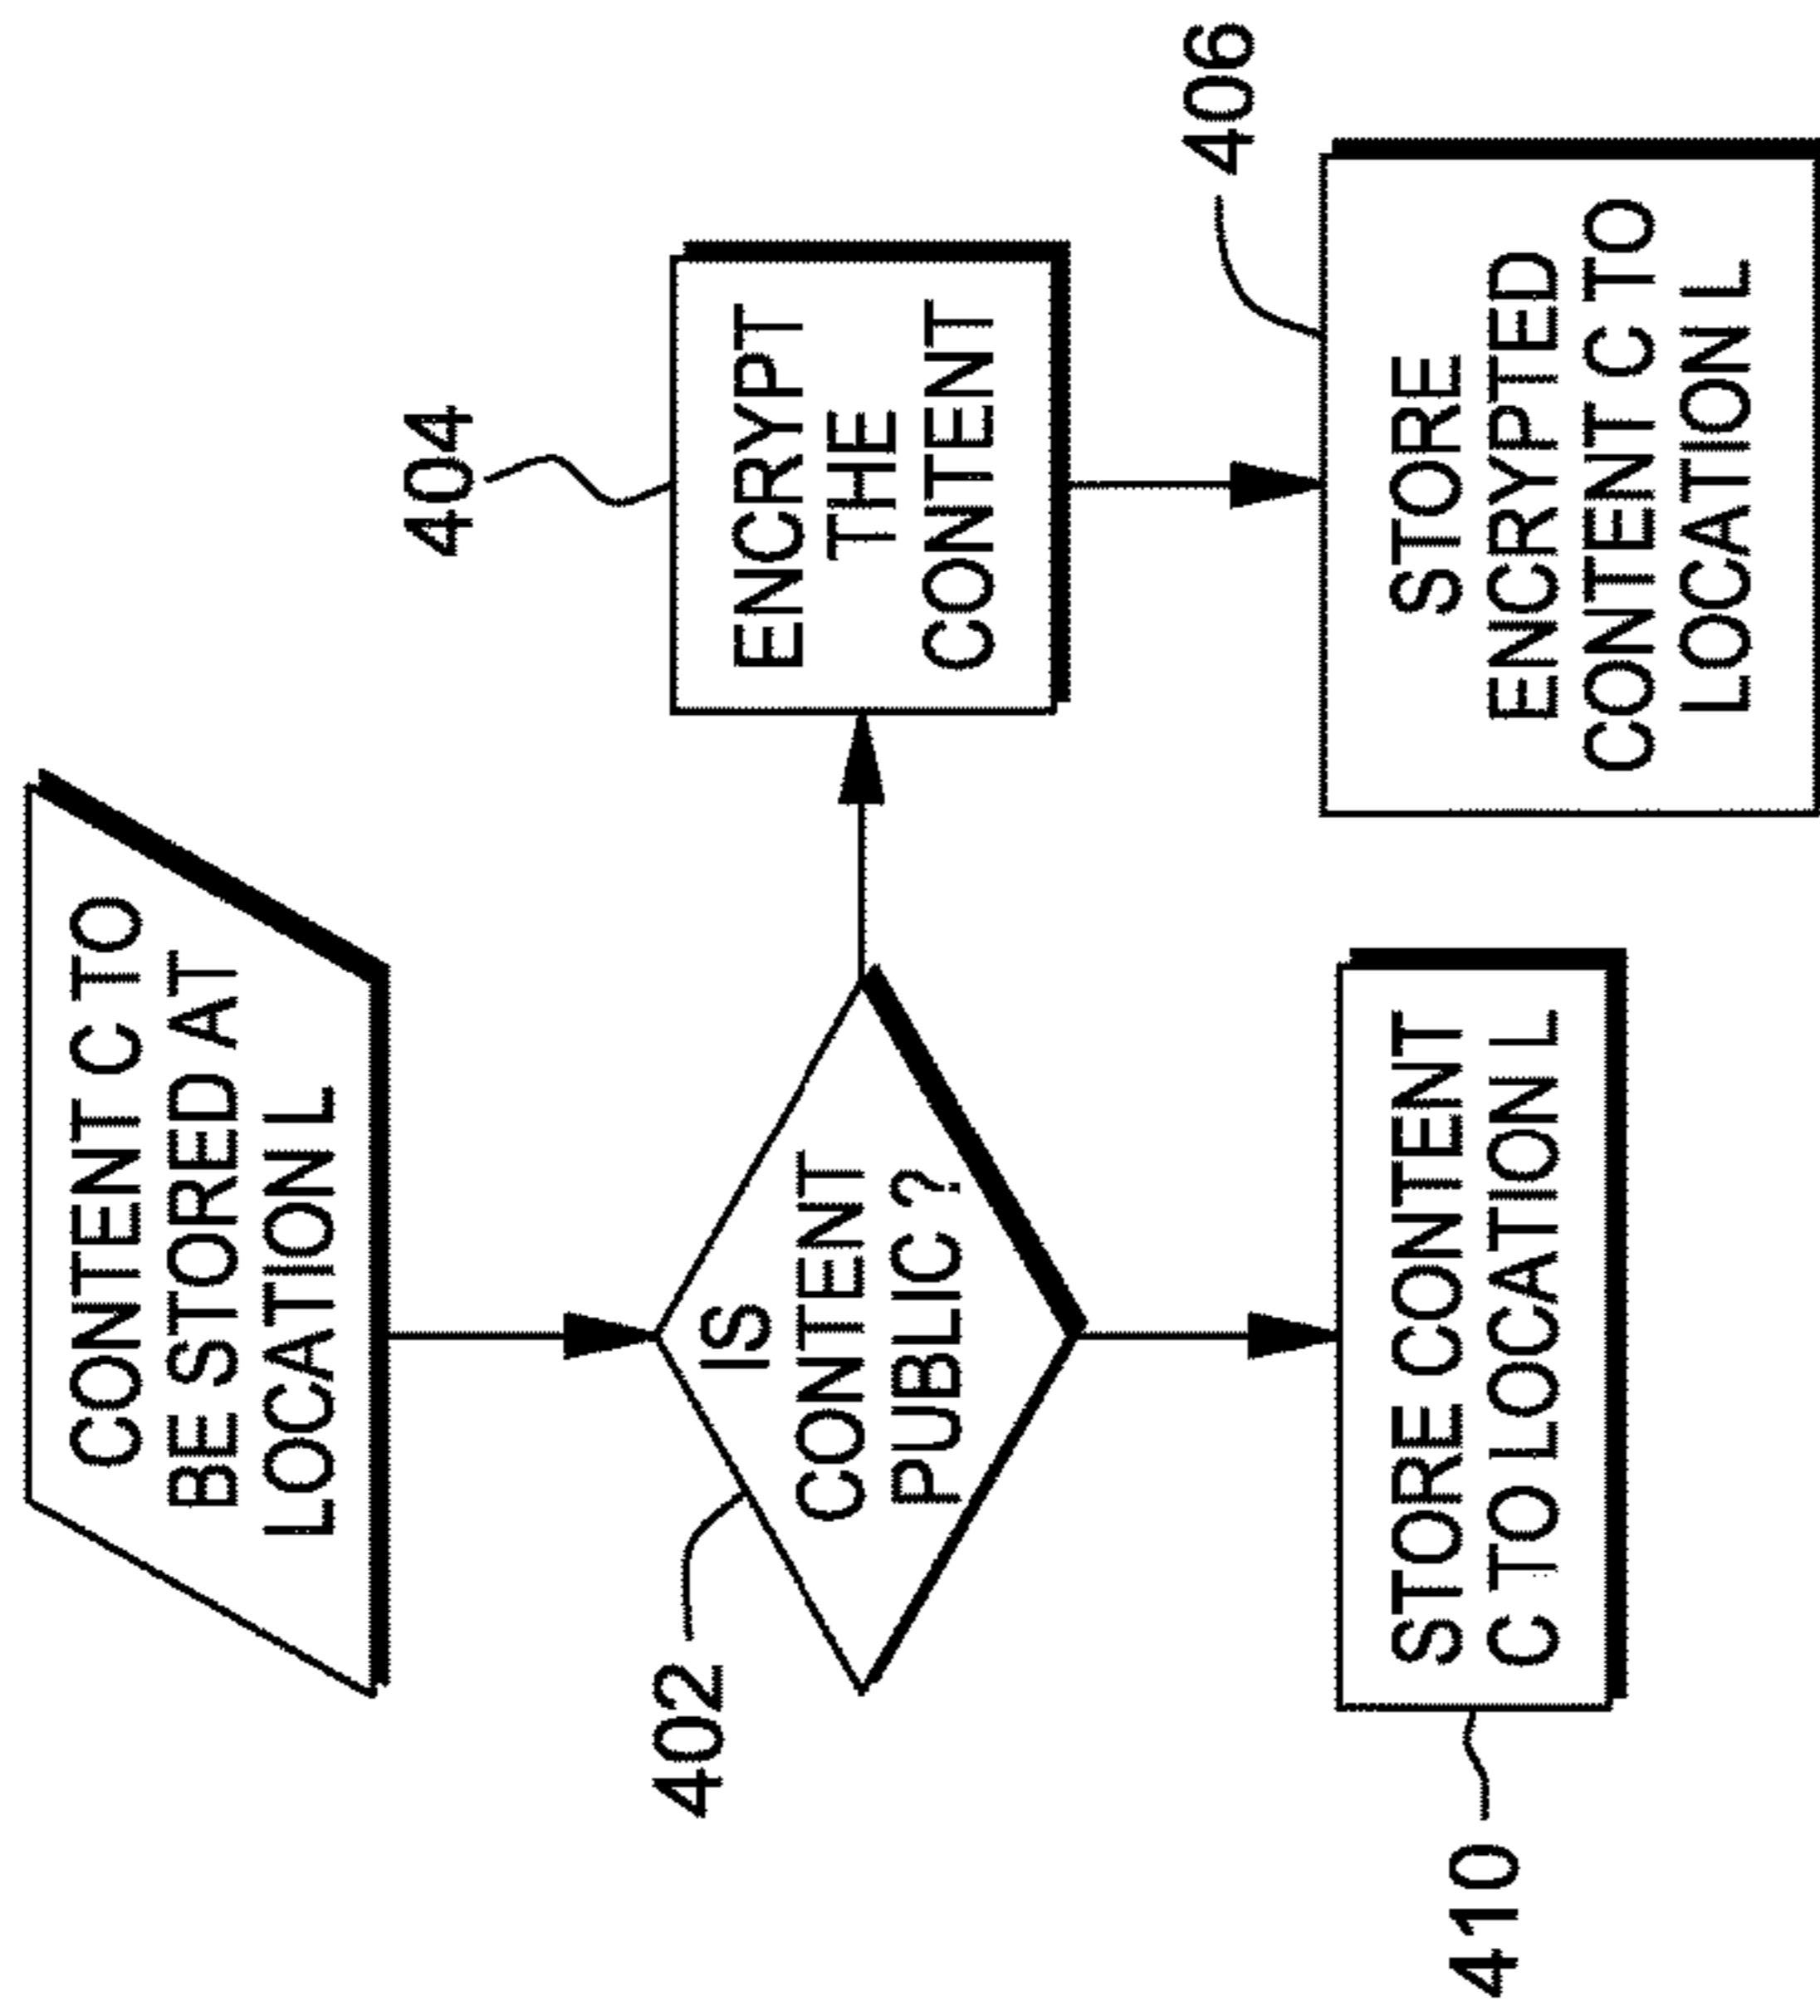 CONTENT C TO
BE STORED AT
LOCATION L
402
IS
CONTENT
PUBLIC ?
404
ENCRYPT
THE
CONTENT
410
STORE CONTENT
C TO LOCATION L
406
STORE
ENCRYPTED
CONTENT C TO
LOCATION L